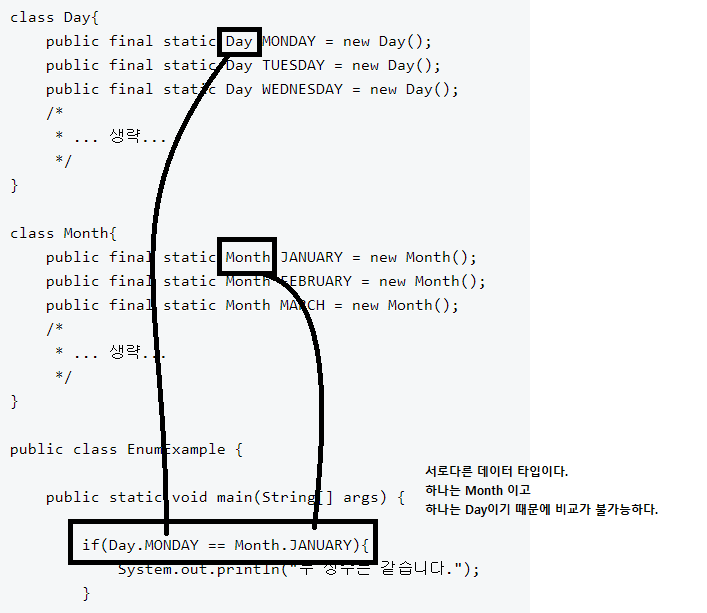 class Day{
public final static Day MONDAY = new Day();
public final static Day TUESDAY = new Day();
public final static Day WEDNESDAY = new Day();
/*
* ... 생략...
*/
}
class Month{
public final static Month JANUARY = new Month();
public final static Month FEBRUARY = new Month();
public final static Month MARCH = new Month();
/*
* ... 생략...
*/
}
public class EnumExample {
서로다른 데이터 타입이다.
하나는 Month 이고
public static void main(String[] args) {
하나는 Day이기 때문에 비교가 불가능하다.
if(Day.MONDAY == Month.JANUARY){
System.out.println("두 상수는 같습니다.");
}